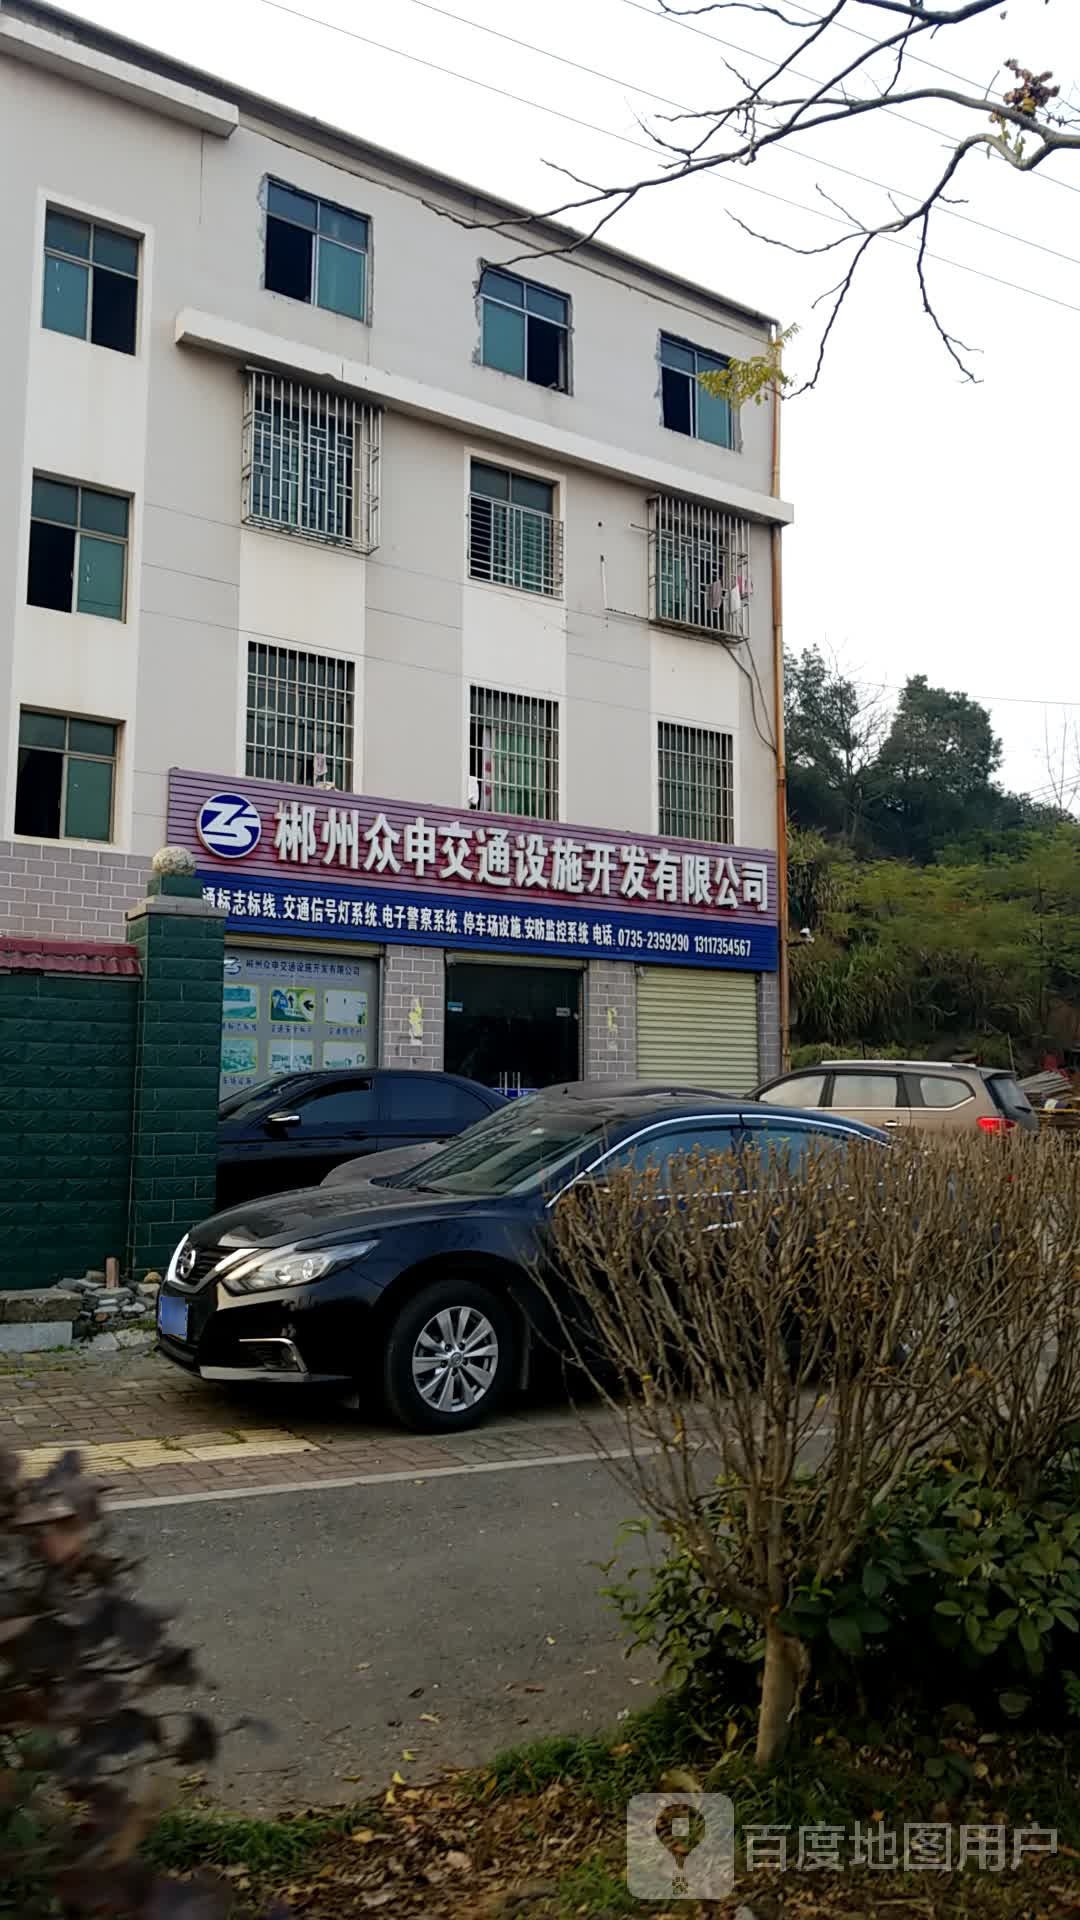 ZS 郴州众申交通设施开发有限公司
通标志标线、交通信号灯系统、电子警察系统、停车场设施、安防监控系统 电话:0735-2359290 13117354567
郴州众申交通设施开发有限公司
百度地图用户